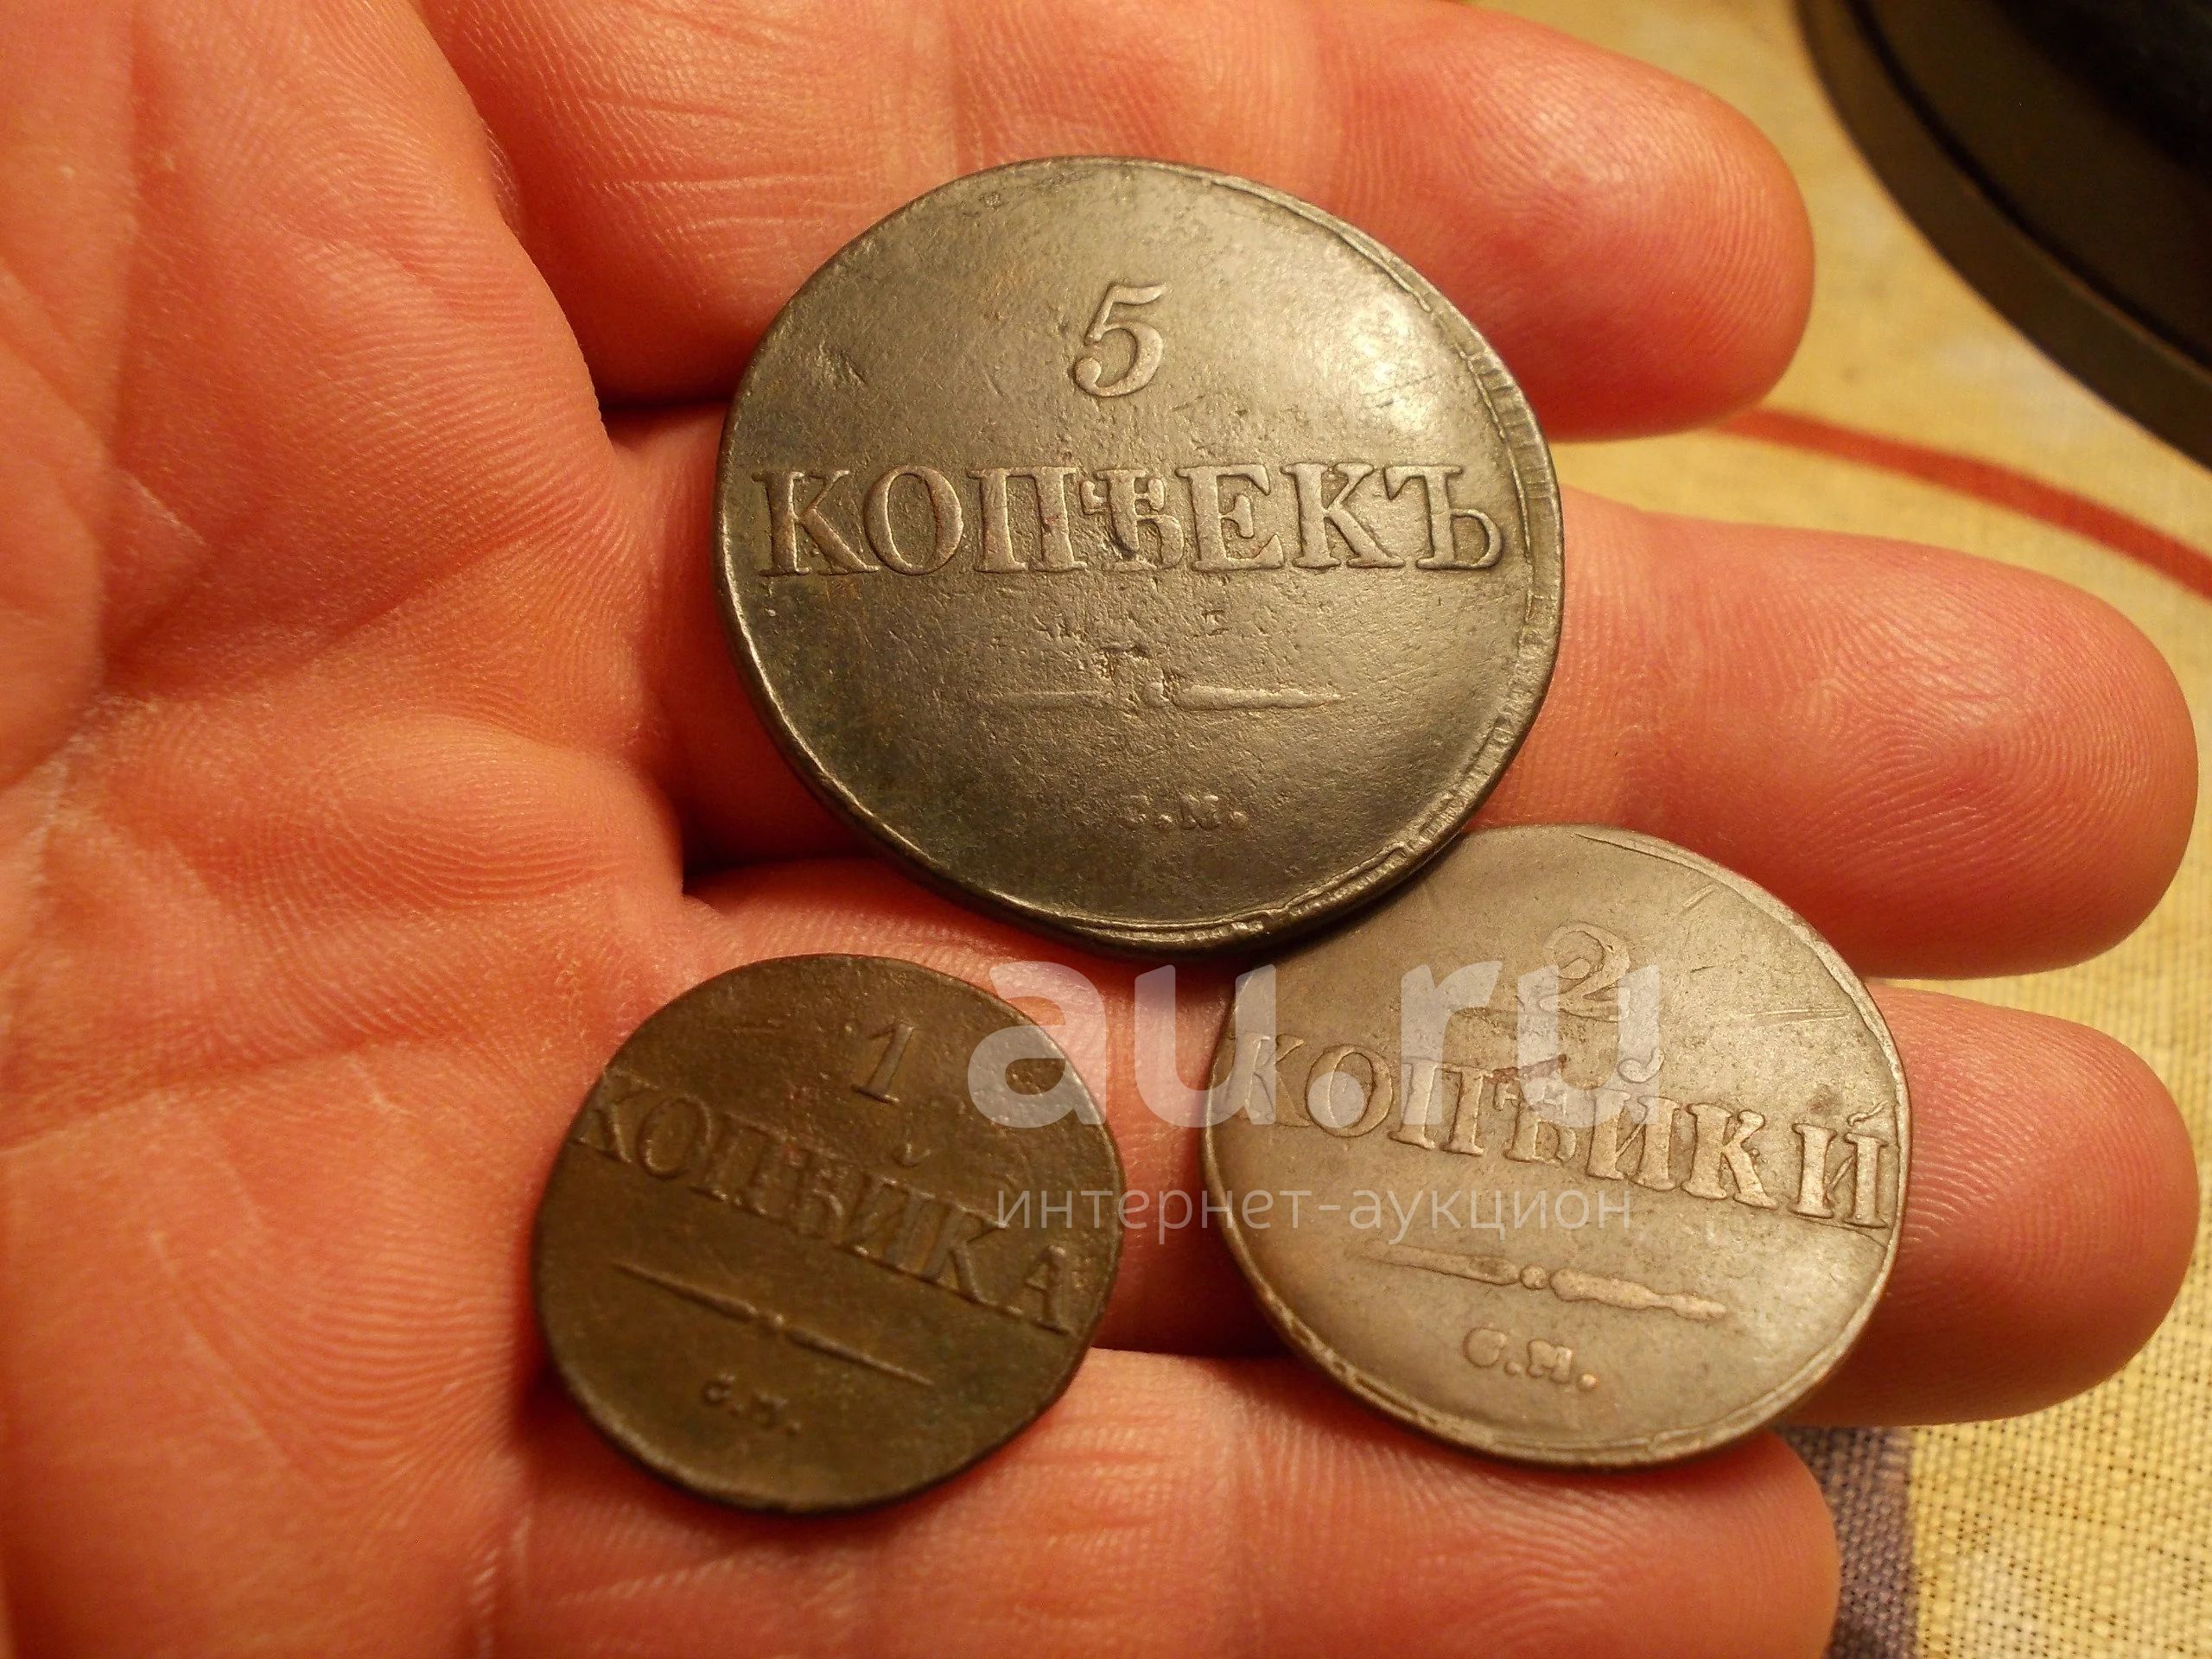 5
КОПѢЕКЪ
С.М.
1
КОПѢЙКА
С.М.
2
КОПѢЙКИ
С.М.
au.ru
интернет-аукцион